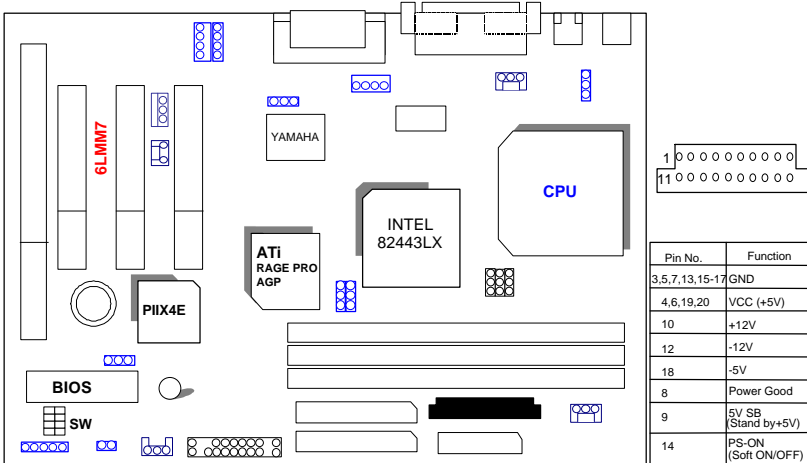 6LMM7
YAMAHA
CPU
INTEL
82443LX
ATi
RAGE PRO
AGP
PIIX4E
BIOS
SW
1
11
Pin No. Function
3,5,7,13,15-17 GND
4,6,19,20 VCC (+5V)
10 +12V
12 -12V
18 -5V
8 Power Good
9 5V SB
(Stand by+5V)
14 PS-ON
(Soft ON/OFF)